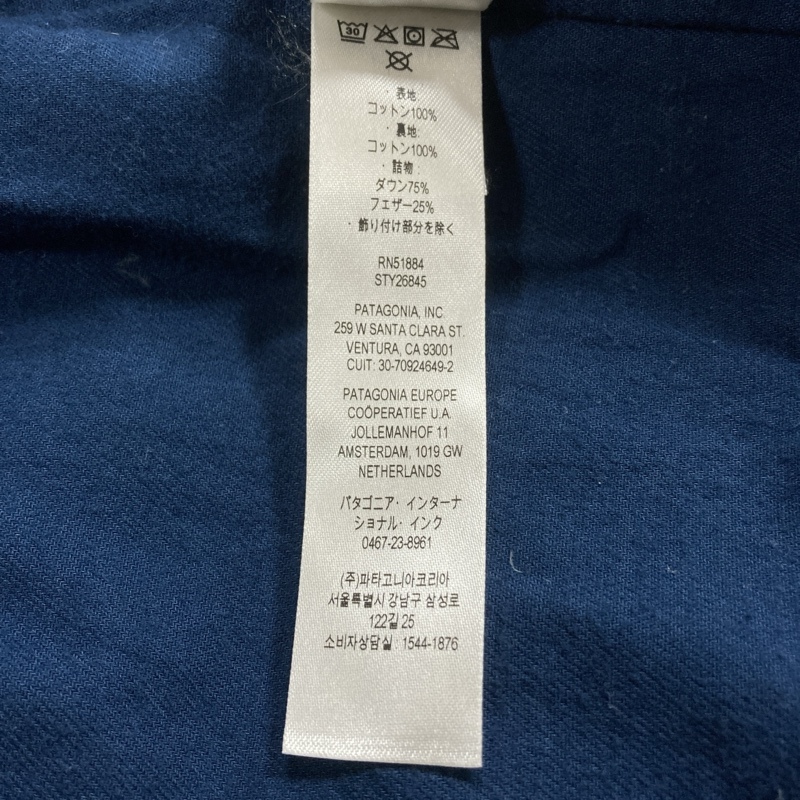 30
・表地:
コットン100%
・裏地:
コットン100%
・詰物:
ダウン75%
フェザー25%
・飾り付け部分を除く
RN51884
STY26845
PATAGONIA, INC.
259 W SANTA CLARA ST.
VENTURA, CA 93001
CUIT: 30-70924649-2
PATAGONIA EUROPE
COÖPERATIEF U.A.
JOLLEMANHOF 11
AMSTERDAM, 1019 GW
NETHERLANDS
パタゴニア・インターナ
ショナル・インク
0467-23-8961
(주)파타고니아코리아
서울특별시 강남구 삼성로
122길 25
소비자상담실 : 1544-1876